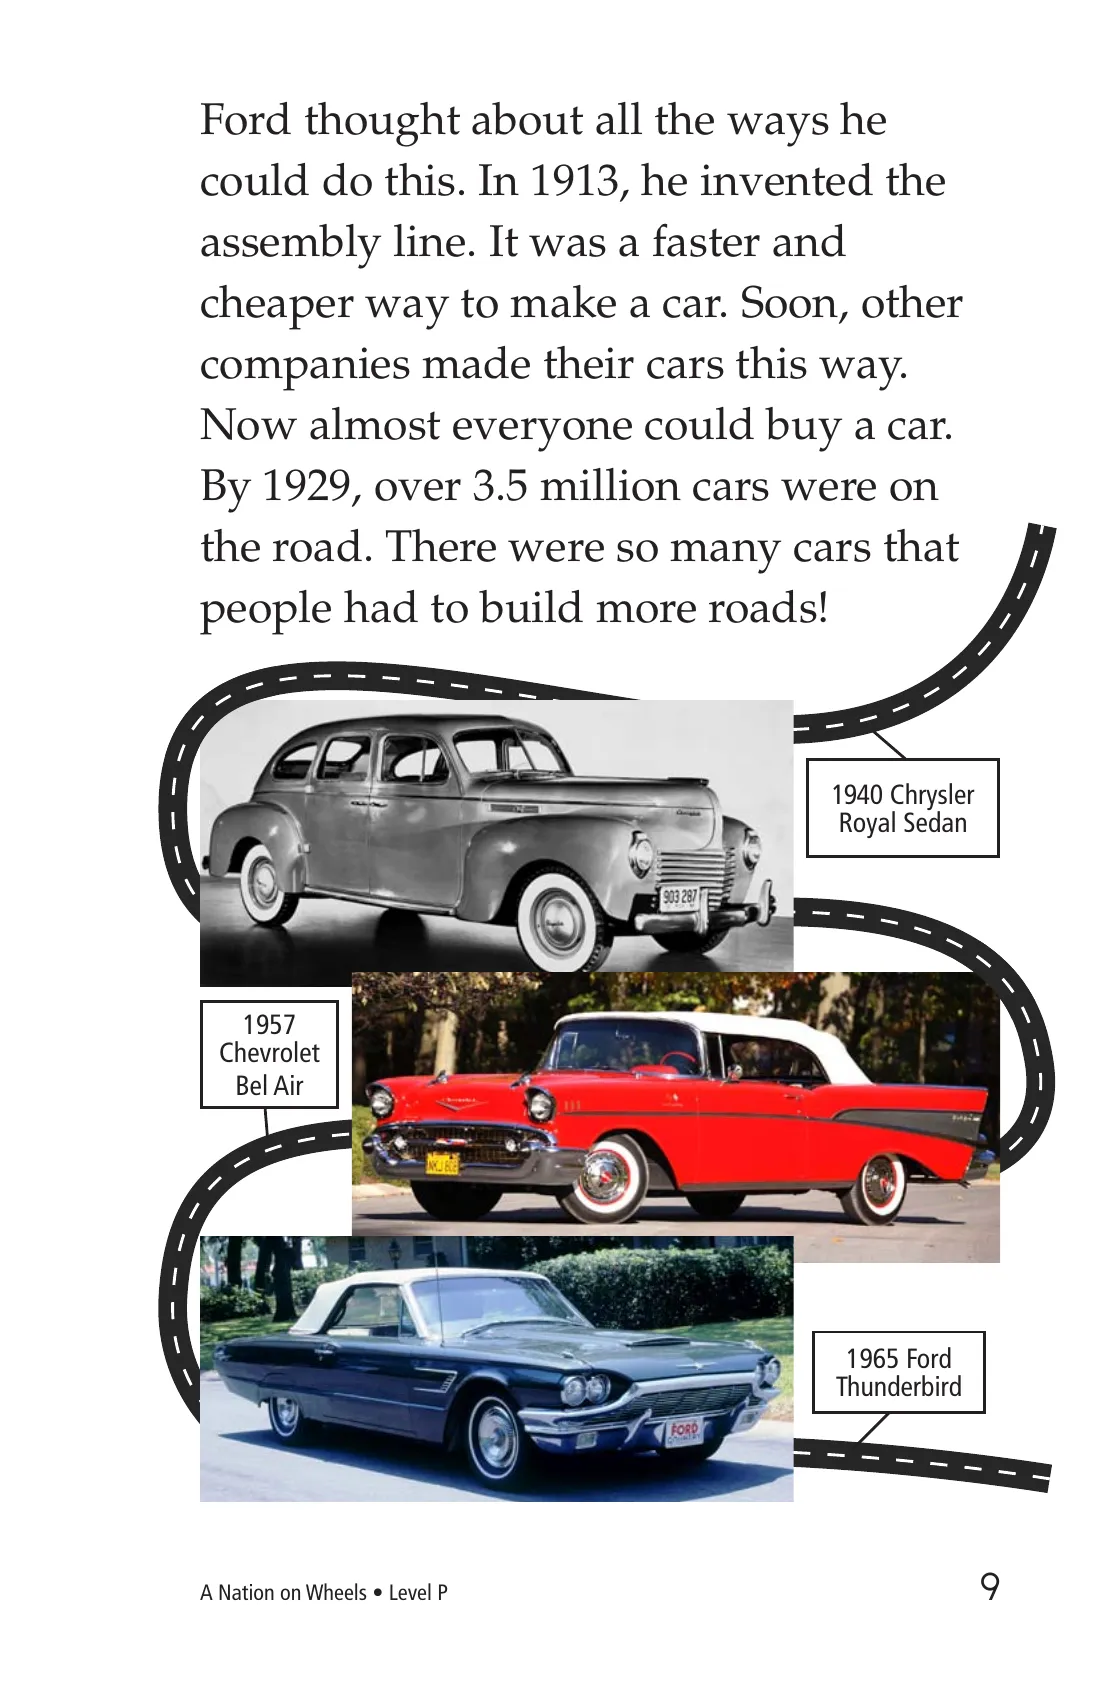 Ford thought about all the ways he
could do this. In 1913, he invented the
assembly line. It was a faster and
cheaper way to make a car. Soon, other
companies made their cars this way.
Now almost everyone could buy a car.
By 1929, over 3.5 million cars were on
the road. There were so many cars that
people had to build more roads!
1940 Chrysler
Royal Sedan
903 287
1957
Chevrolet
Bel Air
1965 Ford
Thunderbird
FORD
COUNTRY
A Nation on Wheels • Level P
9